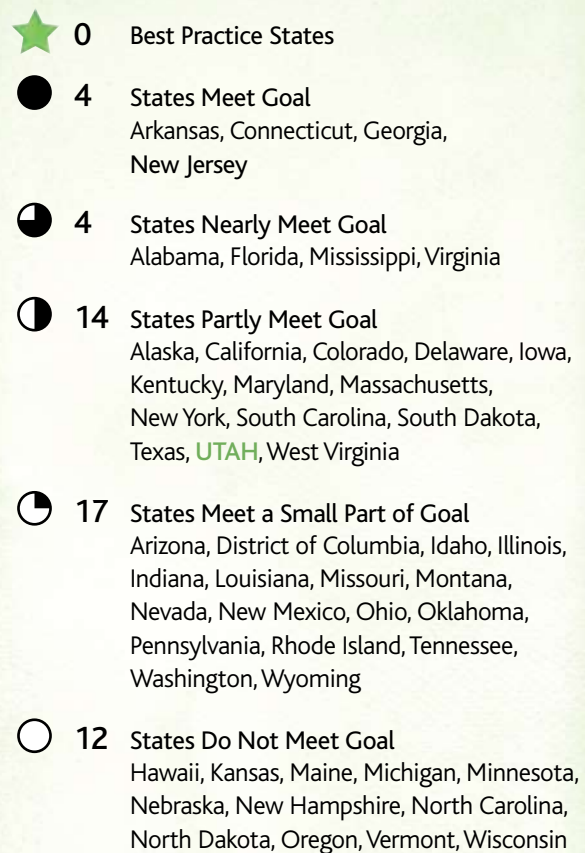 0 Best Practice States
4 States Meet Goal
Arkansas, Connecticut, Georgia,
New Jersey
4 States Nearly Meet Goal
Alabama, Florida, Mississippi, Virginia
14 States Partly Meet Goal
Alaska, California, Colorado, Delaware, Iowa,
Kentucky, Maryland, Massachusetts,
New York, South Carolina, South Dakota,
Texas, UTAH, West Virginia
17 States Meet a Small Part of Goal
Arizona, District of Columbia, Idaho, Illinois,
Indiana, Louisiana, Missouri, Montana,
Nevada, New Mexico, Ohio, Oklahoma,
Pennsylvania, Rhode Island, Tennessee,
Washington, Wyoming
12 States Do Not Meet Goal
Hawaii, Kansas, Maine, Michigan, Minnesota,
Nebraska, New Hampshire, North Carolina,
North Dakota, Oregon, Vermont, Wisconsin